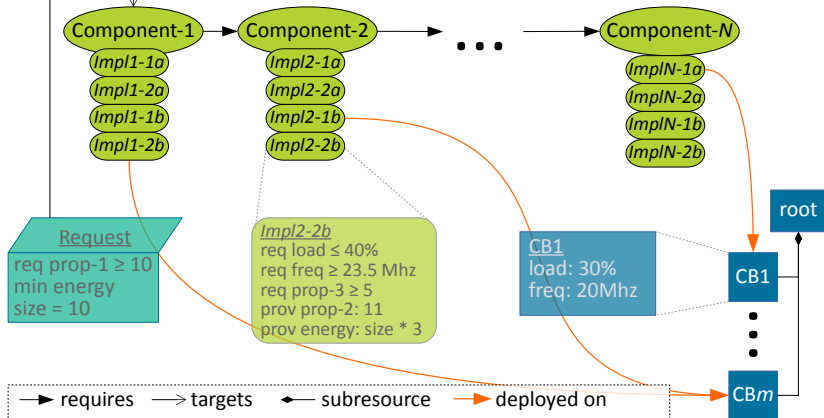 Component-1
Component-2
Component-N
Impl1-1a
Impl1-2a
Impl1-1b
Impl1-2b
Impl2-1a
Impl2-2a
Impl2-1b
Impl2-2b
ImplN-1a
ImplN-2a
ImplN-1b
ImplN-2b
Request
req prop-1 ≥ 10
min energy
size = 10
Impl2-2b
req load ≤ 40%
req freq ≥ 23.5 Mhz
req prop-3 ≥ 5
prov prop-2: 11
prov energy: size * 3
CB1
load: 30%
freq: 20Mhz
root
CB1
CBm
requires
targets
subresource
deployed on